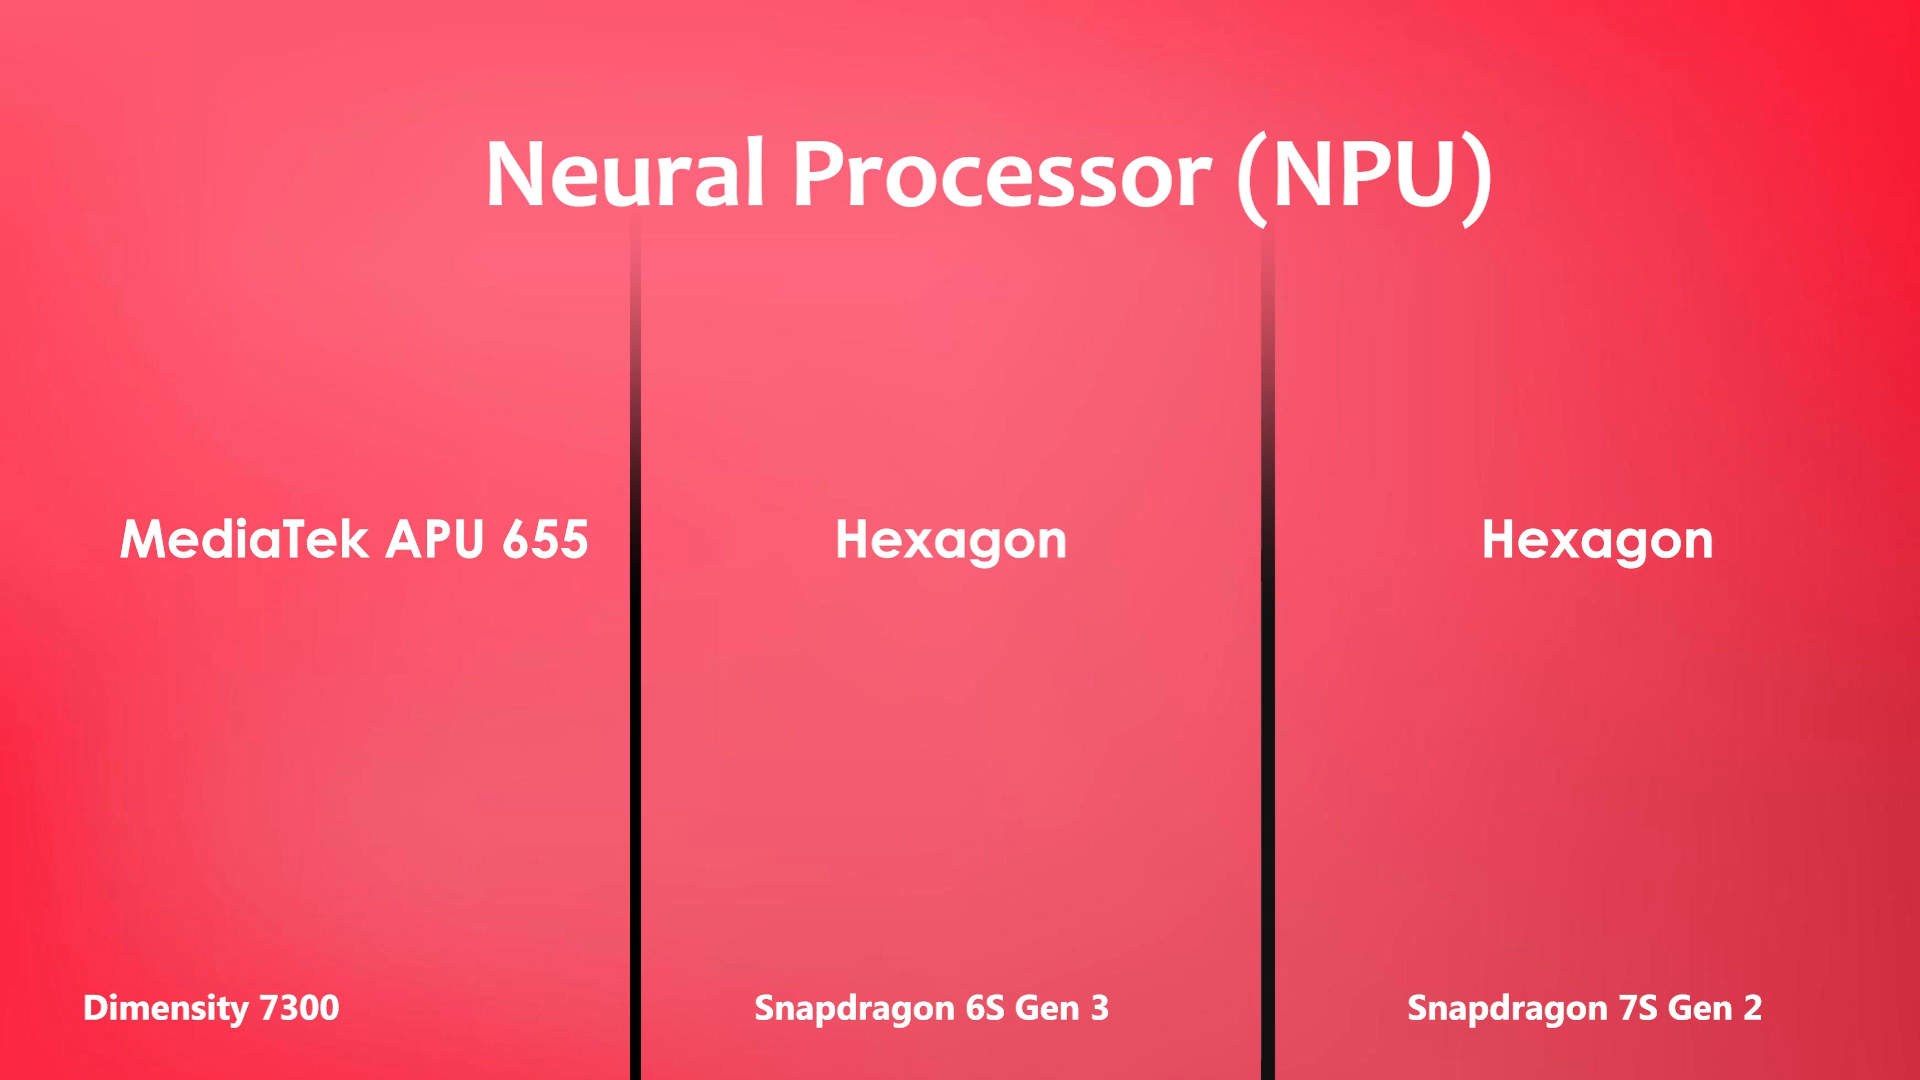 Neural Processor (NPU)
MediaTek APU 655
Hexagon
Hexagon
Dimensity 7300
Snapdragon 6S Gen 3
Snapdragon 7S Gen 2